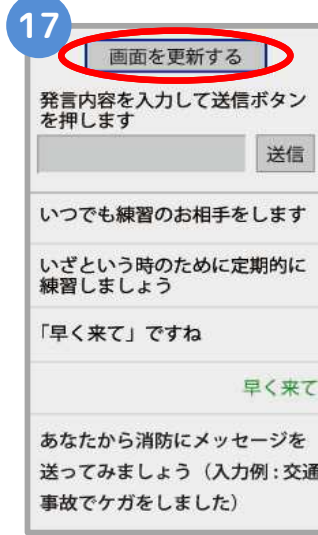 17
画面を更新する
発言内容を入力して送信ボタン
を押します
送信
いつでも練習のお相手をします
いざという時のために定期的に
練習しましょう
「早く来て」ですね
早く来て
あなたから消防にメッセージを
送ってみましょう（入力例：交通
事故でケガをしました）